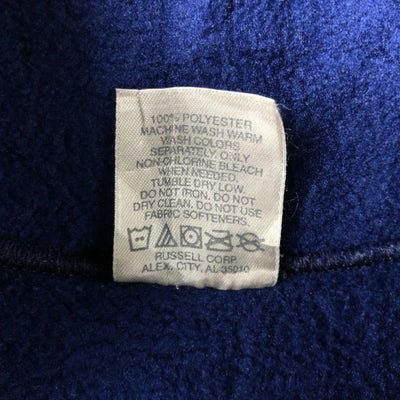 100% POLYESTER
MACHINE WASH WARM
WASH COLORS
SEPARATELY, ONLY
NON-CHLORINE BLEACH
WHEN NEEDED.
TUMBLE DRY LOW.
DO NOT IRON. DO NOT
DRY CLEAN. DO NOT USE
FABRIC SOFTENERS.
RUSSELL CORP.
ALEX. CITY, AL 35010